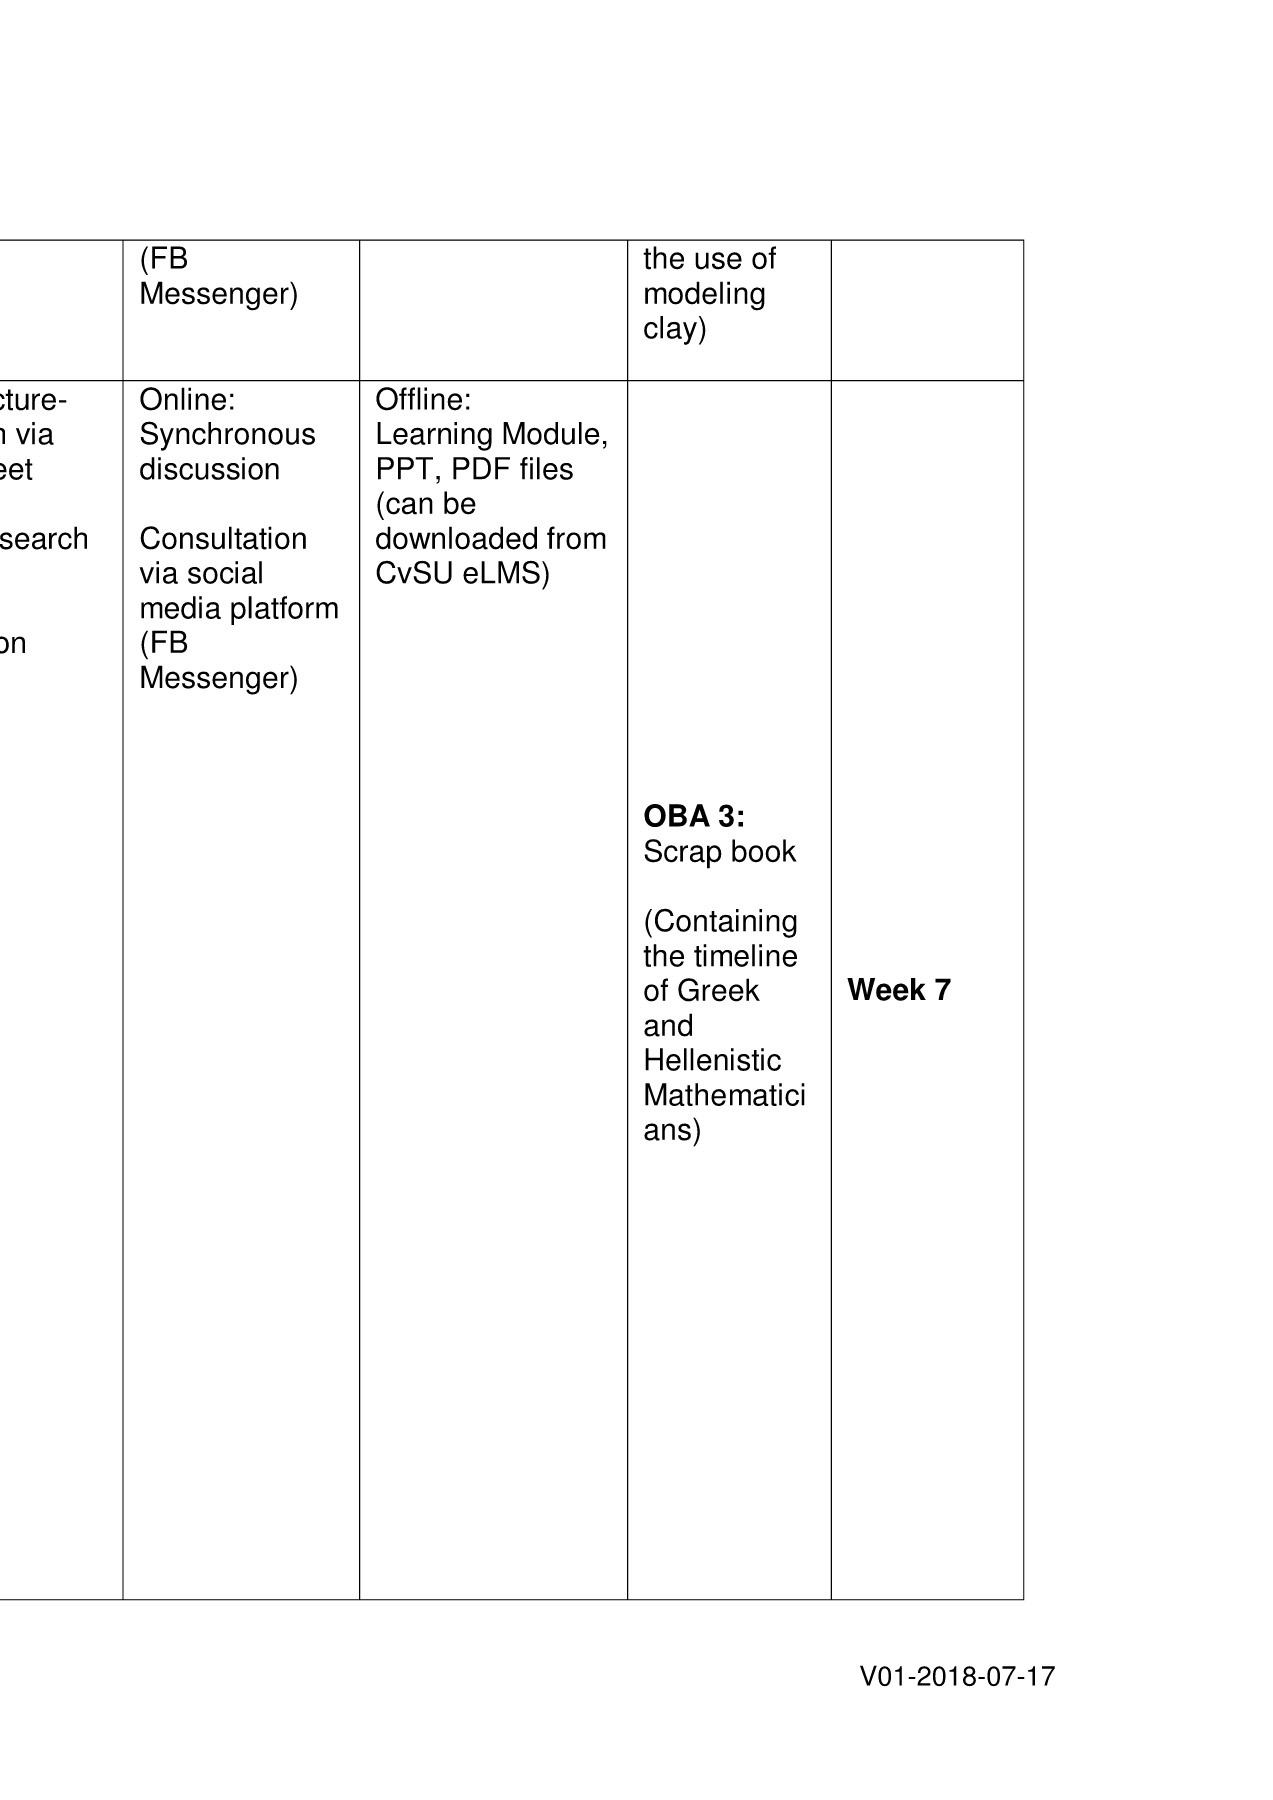 (FB
Messenger)
the use of
modeling
clay)
cture-
via
eet
search
on
Online:
Synchronous
discussion
Consultation
via social
media platform
(FB
Messenger)
Offline:
Learning Module,
PPT, PDF files
(can be
downloaded from
CvSU eLMS)
OBA 3:
Scrap book
(Containing
the timeline
of Greek
and
Hellenistic
Mathematici
ans)
Week 7
V01-2018-07-17